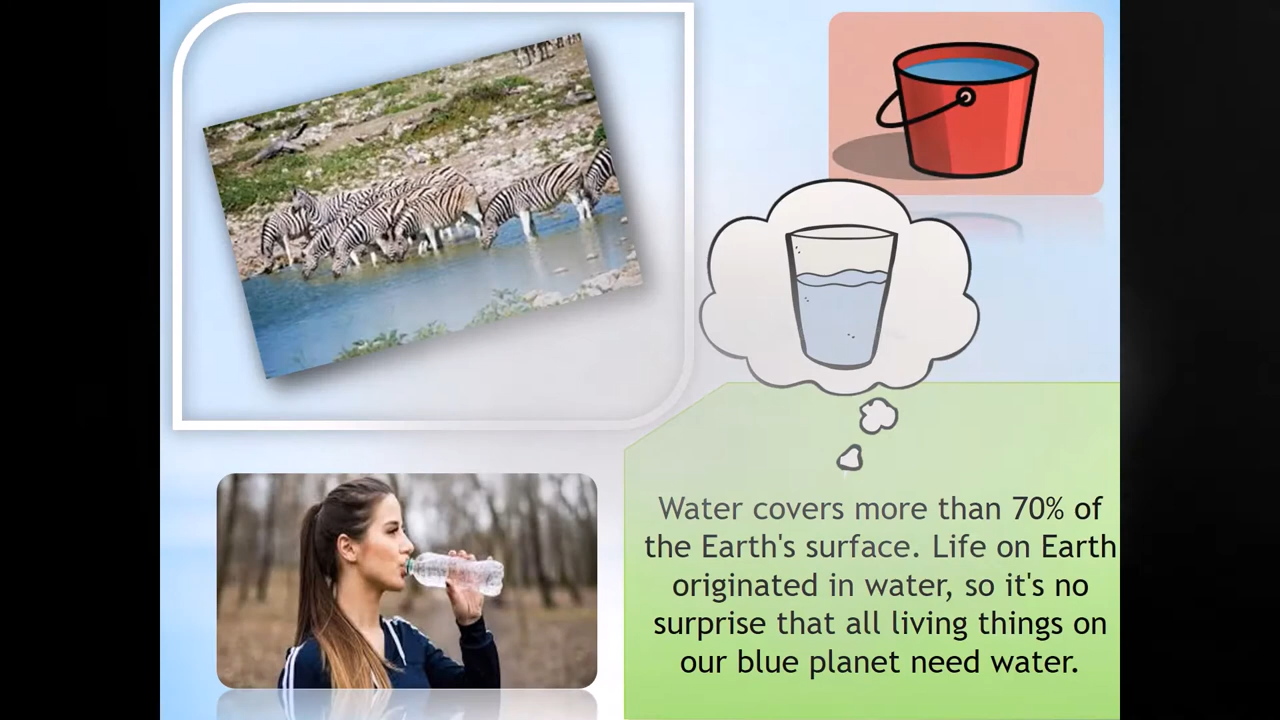 Water covers more than 70% of
the Earth's surface. Life on Earth
originated in water, so it's no
surprise that all living things on
our blue planet need water.